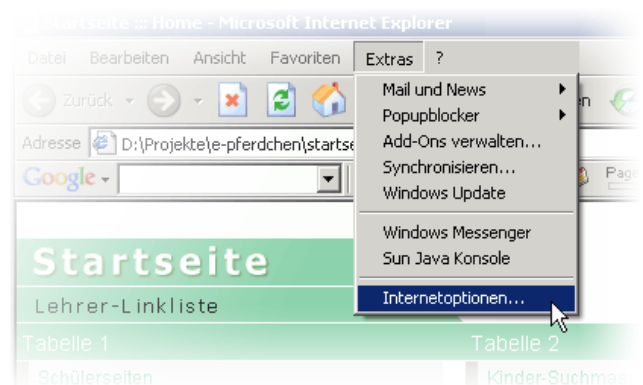 Startseite ::: Home - Microsoft Internet Explorer
Datei Bearbeiten Ansicht Favoriten Extras ?
Zurück
Mail und News
Popupblocker
Adresse D:\Projekte\e-pferdchen\startse
Add-Ons verwalten...
Google
Synchronisieren...
Page
Windows Update
Windows Messenger
Startseite
Sun Java Konsole
Lehrer-Linkliste
Internetoptionen...
Tabelle 1 Tabelle 2
Schülerseiten Kinder-Suchmas